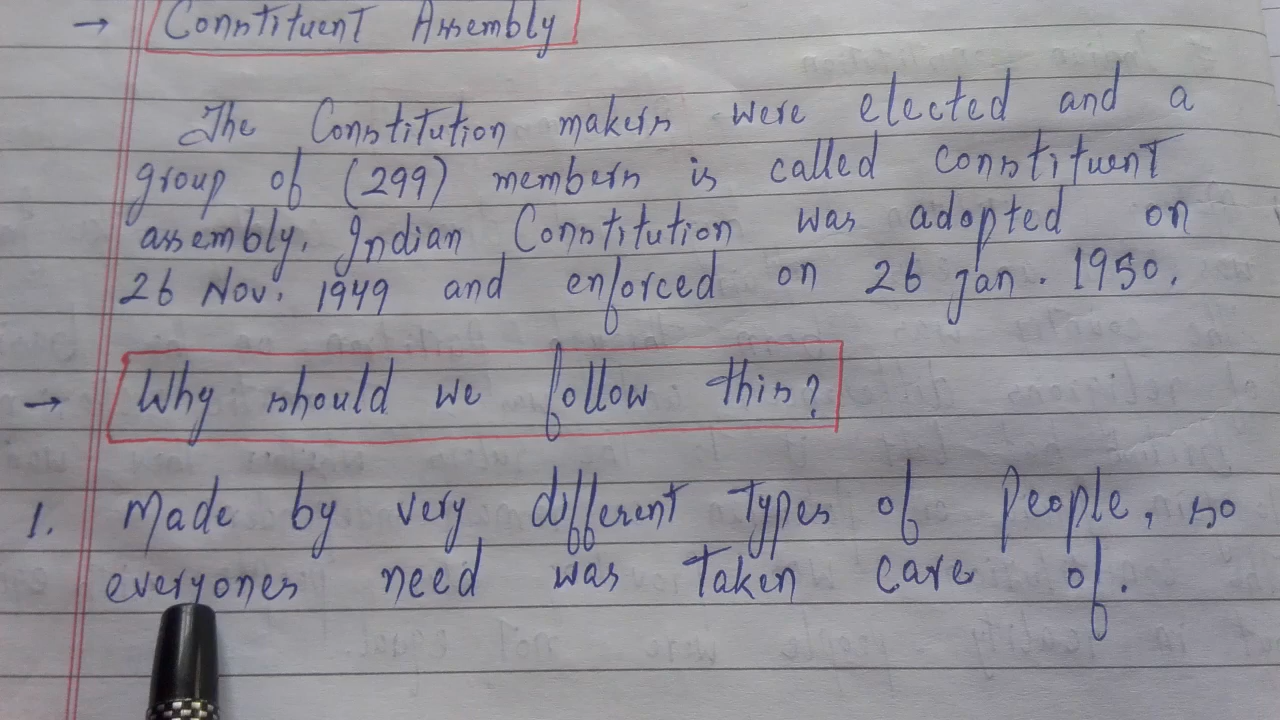 → Constituent Assembly
The Constitution makers were elected and a
group of (299) members is called constituent
assembly. Indian Constitution was adopted on
26 Nov. 1949 and enforced on 26 Jan. 1950.
→ Why should we follow this?
1. Made by very different types of People, so
everyones need was taken care of.